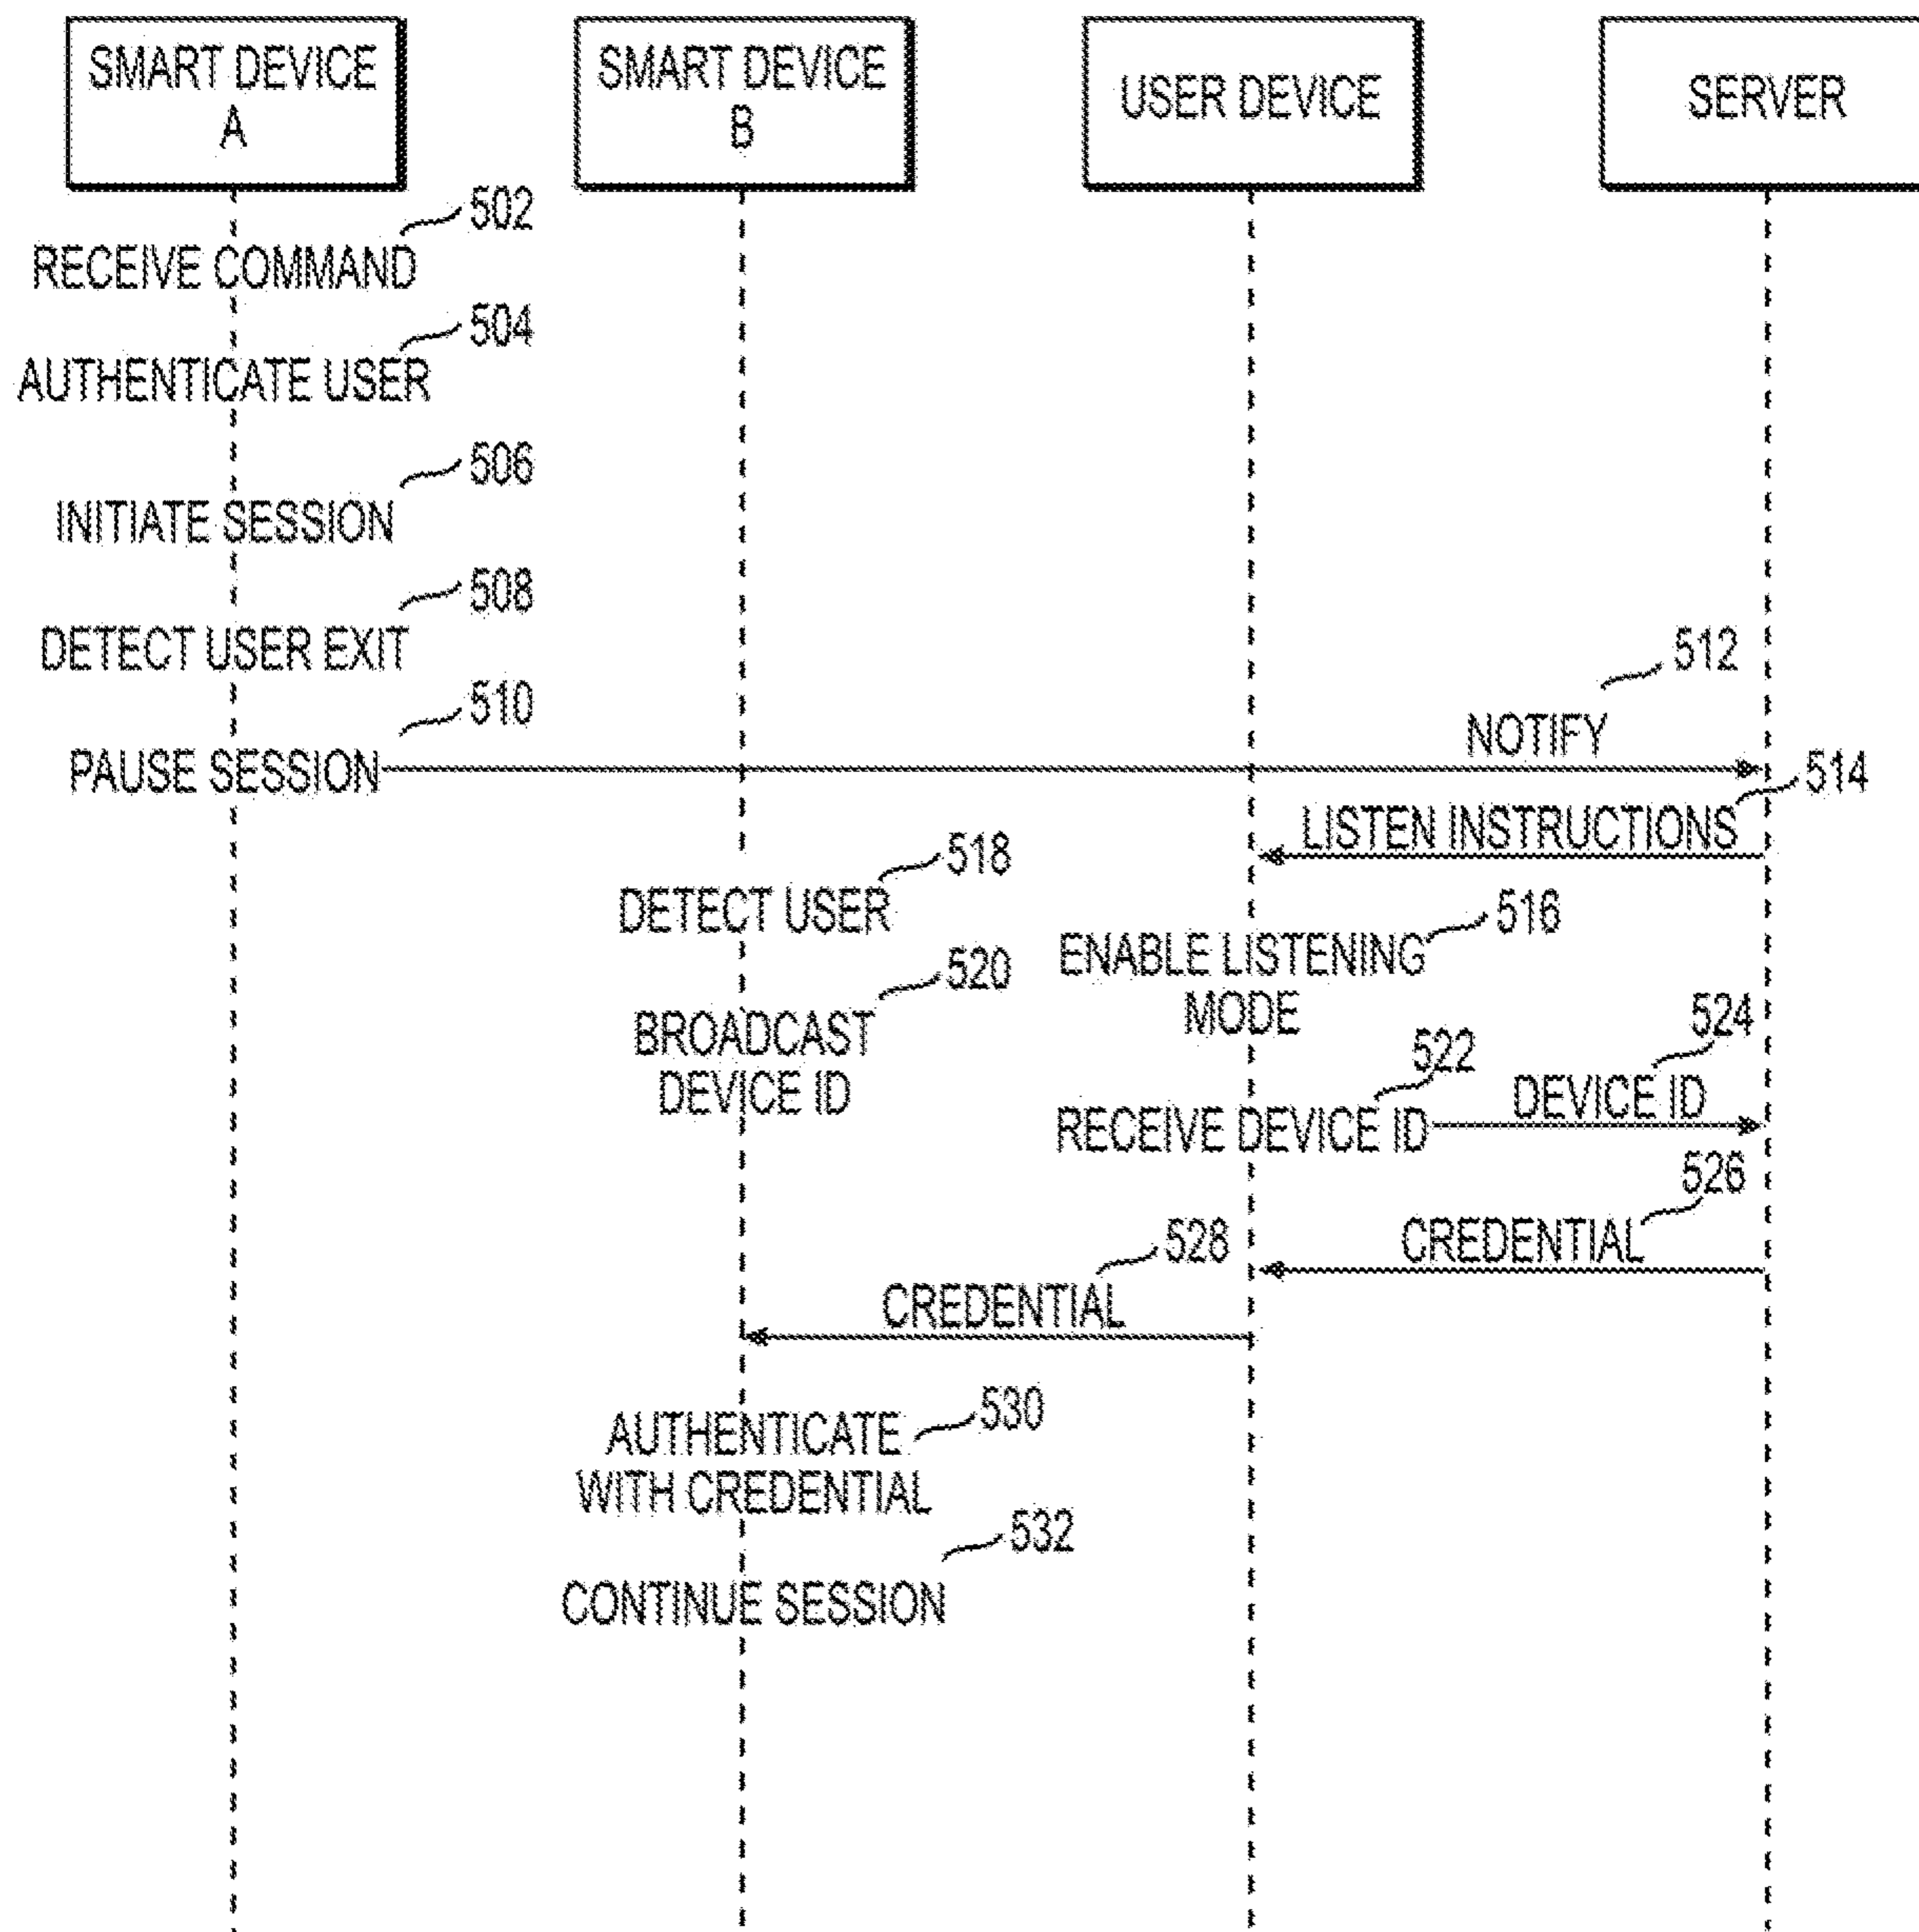 SMART DEVICE
A
SMART DEVICE
B
USER DEVICE
SERVER
502
RECEIVE COMMAND
504
AUTHENTICATE USER
506
INITIATE SESSION
508
DETECT USER EXIT
510
PAUSE SESSION
512
NOTIFY
514
LISTEN INSTRUCTIONS
518
DETECT USER
516
ENABLE LISTENING
MODE
520
BROADCAST
DEVICE ID
522
RECEIVE DEVICE ID
524
DEVICE ID
526
CREDENTIAL
528
CREDENTIAL
530
AUTHENTICATE
WITH CREDENTIAL
532
CONTINUE SESSION